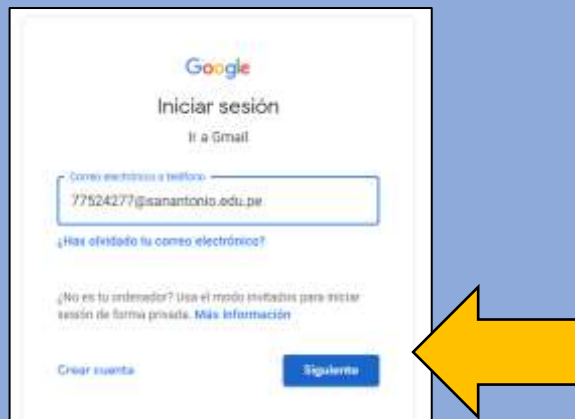 Google
Iniciar sesión
Ir a Gmail
Correo electrónico o teléfono
77524277@sanantonio.edu.pe
¿Has olvidado tu correo electrónico?
¿No es tu ordenador? Usa el modo invitados para iniciar
sesión de forma privada. Más información
Crear cuenta
Siguiente